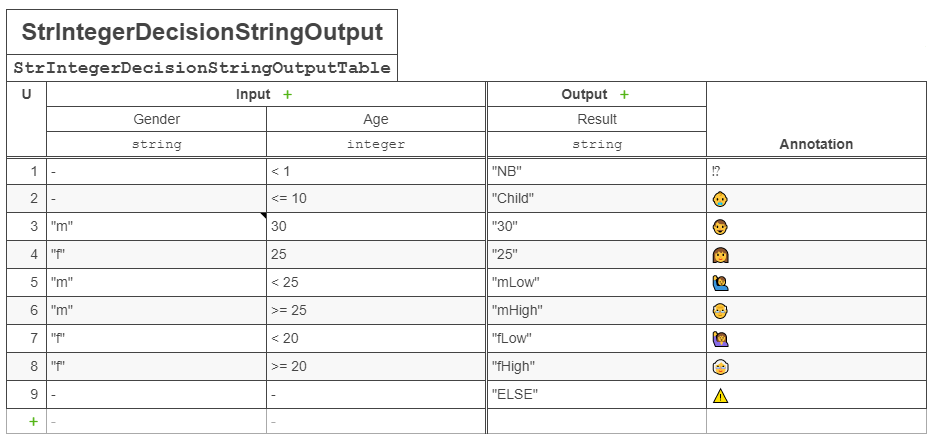 StrIntegerDecisionStringOutput
StrIntegerDecisionStringOutputTable
U Input + Output + Annotation
Gender Age Result
string integer string
1 - < 1 "NB" ⁉
2 - <= 10 "Child"
3 "m" 30 "30"
4 "f" 25 "25"
5 "m" < 25 "mLow"
6 "m" >= 25 "mHigh"
7 "f" < 20 "fLow"
8 "f" >= 20 "fHigh"
9 - - "ELSE" ⚠
+ - -